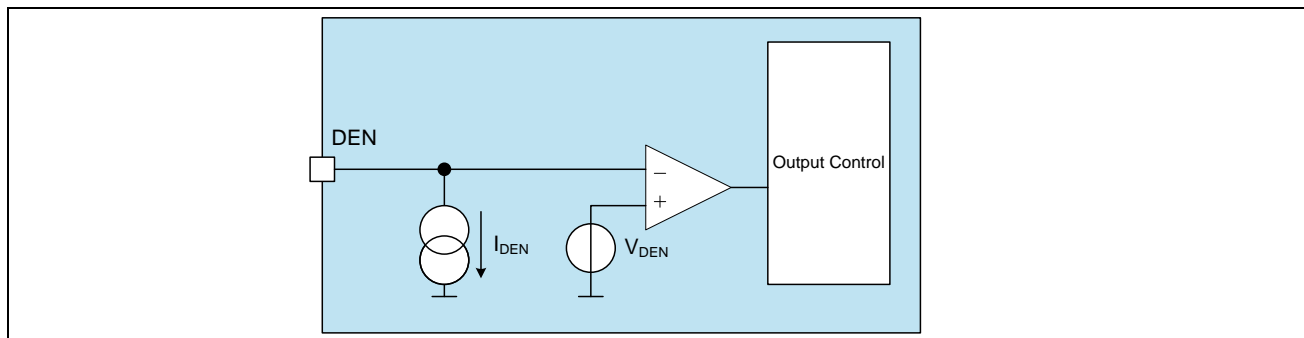 DEN
Output Control
−
+
I_DEN
V_DEN